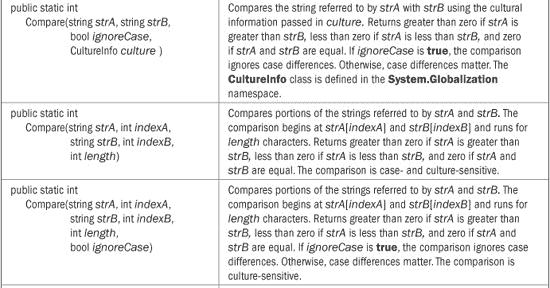 public static int
Compare(string strA, string strB,
bool ignoreCase,
CultureInfo culture )
Compares the string referred to by strA with strB using the cultural
information passed in culture. Returns greater than zero if strA is
greater than strB, less than zero if strA is less than strB, and zero
if strA and strB are equal. If ignoreCase is true, the comparison
ignores case differences. Otherwise, case differences matter. The
CultureInfo class is defined in the System.Globalization
namespace.
public static int
Compare(string strA, int indexA,
string strB, int indexB,
int length)
Compares portions of the strings referred to by strA and strB. The
comparison begins at strA[indexA] and strB[indexB] and runs for
length characters. Returns greater than zero if strA is greater than
strB, less than zero if strA is less than strB, and zero if strA and
strB are equal. The comparison is case- and culture-sensitive.
public static int
Compare(string strA, int indexA,
string strB, int indexB,
int length,
bool ignoreCase)
Compares portions of the strings referred to by strA and strB. The
comparison begins at strA[indexA] and strB[indexB] and runs for
length characters. Returns greater than zero if strA is greater than
strB, less than zero if strA is less than strB, and zero if strA and
strB are equal. If ignoreCase is true, the comparison ignores case
differences. Otherwise, case differences matter. The comparison is
culture-sensitive.